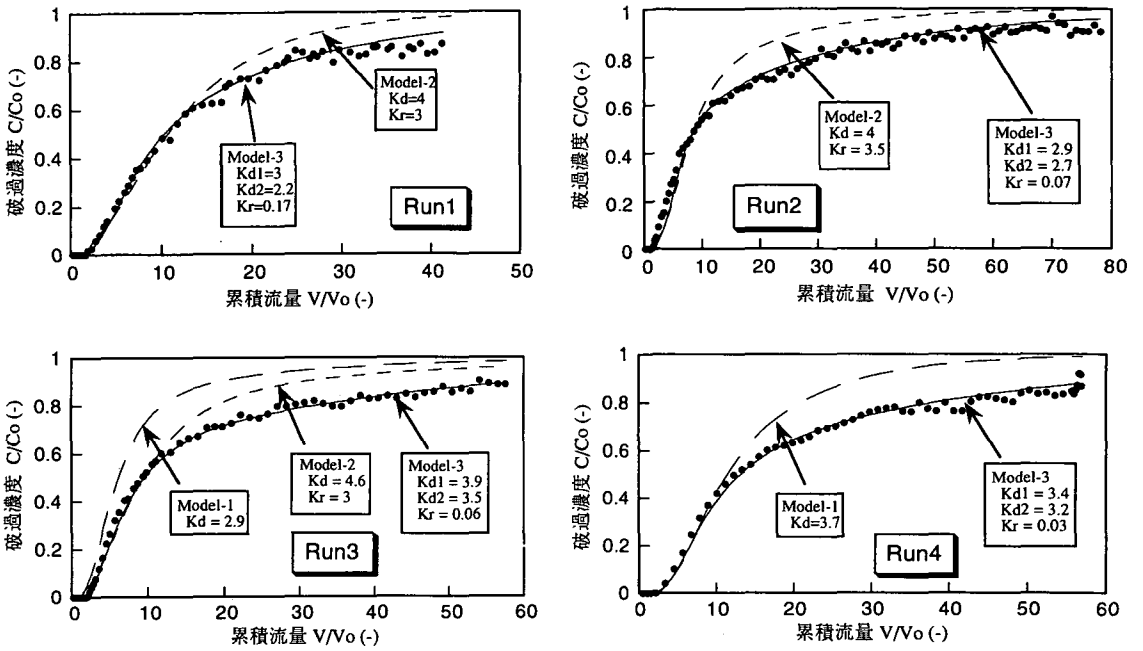 1
0.8
0.6
0.4
0.2
0
破過濃度 C/Co (-)
0
10
20
30
40
50
累積流量 V/Vo (-)
Model-2
Kd=4
Kr=3
Model-3
Kd1=3
Kd2=2.2
Kr=0.17
Run1
1
0.8
0.6
0.4
0.2
0
破過濃度 C/Co (-)
0
10
20
30
40
50
60
70
80
累積流量 V/Vo (-)
Model-2
Kd = 4
Kr = 3.5
Model-3
Kd1 = 2.9
Kd2 = 2.7
Kr = 0.07
Run2
1
0.8
0.6
0.4
0.2
0
破過濃度 C/Co (-)
0
10
20
30
40
50
60
累積流量 V/Vo (-)
Model-1
Kd = 2.9
Model-2
Kd = 4.6
Kr = 3
Model-3
Kd1 = 3.9
Kd2 = 3.5
Kr = 0.06
Run3
1
0.8
0.6
0.4
0.2
0
破過濃度 C/Co (-)
0
10
20
30
40
50
60
累積流量 V/Vo (-)
Model-1
Kd=3.7
Model-3
Kd1 = 3.4
Kd2 = 3.2
Kr = 0.03
Run4